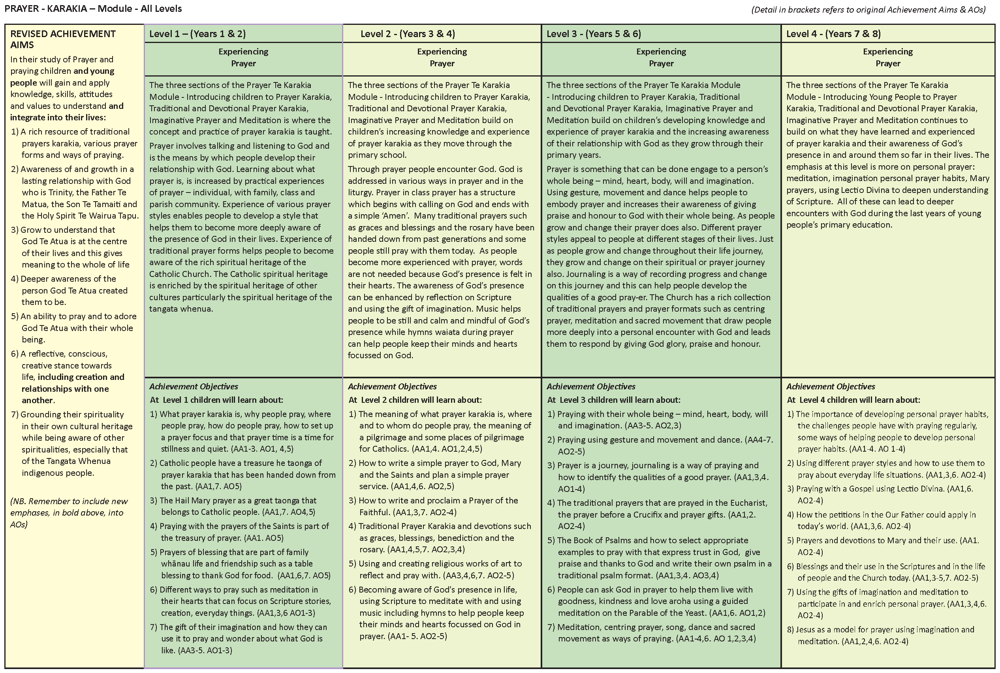 PRAYER - KARAKIA – Module - All Levels
(Detail in brackets refers to original Achievement Aims & AOs)
REVISED ACHIEVEMENT
AIMS
In their study of Prayer and
praying children and young
people will gain and apply
knowledge, skills, attitudes
and values to understand and
integrate into their lives:
1) A rich resource of traditional
prayers karakia, various prayer
forms and ways of praying.
2) Awareness of and growth in a
lasting relationship with God
who is Trinity, the Father Te
Matua, the Son Te Tamaiti and
the Holy Spirit Te Wairua Tapu.
3) Grow to understand that
God Te Atua is at the centre
of their lives and this gives
meaning to the whole of life
4) Deeper awareness of the
person God Te Atua created
them to be.
5) An ability to pray and to adore
God Te Atua with their whole
being.
6) A reflective, conscious,
creative stance towards
life, including creation and
relationships with one
another.
7) Grounding their spirituality
in their own cultural heritage
while being aware of other
spiritualities, especially that
of the Tangata Whenua
indigenous people.
(NB. Remember to include new
emphases, in bold above, into
AOs)
Level 1 – (Years 1 & 2)
Experiencing
Prayer
The three sections of the Prayer Te Karakia
Module - Introducing children to Prayer Karakia,
Traditional and Devotional Prayer Karakia,
Imaginative Prayer and Meditation is where the
concept and practice of prayer karakia is taught.
Prayer involves talking and listening to God and
is the means by which people develop their
relationship with God. Learning about what
prayer is, is increased by practical experiences
of prayer – individual, with family, class and
parish community. Experience of various prayer
styles enables people to develop a style that
helps them to become more deeply aware of
the presence of God in their lives. Experience of
traditional prayer forms helps people to become
aware of the rich spiritual heritage of the
Catholic Church. The Catholic spiritual heritage
is enriched by the spiritual heritage of other
cultures particularly the spiritual heritage of the
tangata whenua.
Achievement Objectives
At Level 1 children will learn about:
1) What prayer karakia is, why people pray, where
people pray, how do people pray, how to set up
a prayer focus and that prayer time is a time for
stillness and quiet. (AA1-3. AO1, 4,5)
2) Catholic people have a treasure he taonga of
prayer karakia that has been handed down from
the past. (AA1,7. AO5)
3) The Hail Mary prayer as a great taonga that
belongs to Catholic people. (AA1,7. AO4,5)
4) Praying with the prayers of the Saints is part of
the treasury of prayer. (AA1. AO5)
5) Prayers of blessing that are part of family
whānau life and friendship such as a table
blessing to thank God for food. (AA1,6,7. AO5)
6) Different ways to pray such as meditation in
their hearts that can focus on Scripture stories,
creation, everyday things. (AA1,3,6 AO1-3)
7) The gift of their imagination and how they can
use it to pray and wonder about what God is
like. (AA3-5. AO1-3)
Level 2 - (Years 3 & 4)
Experiencing
Prayer
The three sections of the Prayer Te Karakia
Module - Introducing children to Prayer Karakia,
Traditional and Devotional Prayer Karakia,
Imaginative Prayer and Meditation build on
children’s increasing knowledge and experience
of prayer karakia as they move through the
primary school.
Through prayer people encounter God. God is
addressed in various ways in prayer and in the
liturgy. Prayer in class prayer has a structure
which begins with calling on God and ends with
a simple ‘Amen’. Many traditional prayers such
as graces and blessings and the rosary have been
handed down from past generations and some
people still pray with them today. As people
become more experienced with prayer, words
are not needed because God’s presence is felt in
their hearts. The awareness of God’s presence
can be enhanced by reflection on Scripture
and using the gift of imagination. Music helps
people to be still and calm and mindful of God’s
presence while hymns waiata during prayer
can help people keep their minds and hearts
focussed on God.
Achievement Objectives
At Level 2 children will learn about:
1) The meaning of what prayer karakia is, where
and to whom do people pray, the meaning of
a pilgrimage and some places of pilgrimage
for Catholics. (AA1,4. AO1,2,4,5)
2) How to write a simple prayer to God, Mary
and the Saints and plan a simple prayer
service. (AA1,4,6. AO2,5)
3) How to write and proclaim a Prayer of the
Faithful. (AA1,3,7. AO2-4)
4) Traditional Prayer Karakia and devotions such
as graces, blessings, benediction and the
rosary. (AA1,4,5,7. AO2,3,4)
5) Using and creating religious works of art to
reflect and pray with. (AA3,4,6,7. AO2-5)
6) Becoming aware of God’s presence in life,
using Scripture to meditate with and using
music including hymns to help people keep
their minds and hearts focussed on God in
prayer. (AA1- 5. AO2-5)
Level 3 - (Years 5 & 6)
Experiencing
Prayer
The three sections of the Prayer Te Karakia Module
- Introducing children to Prayer Karakia, Traditional
and Devotional Prayer Karakia, Imaginative Prayer and
Meditation build on children’s developing knowledge and
experience of prayer karakia and the increasing awareness
of their relationship with God as they grow through their
primary years.
Prayer is something that can be done engage to a person’s
whole being – mind, heart, body, will and imagination.
Using gesture, movement and dance helps people to
embody prayer and increases their awareness of giving
praise and honour to God with their whole being. As people
grow and change their prayer does also. Different prayer
styles appeal to people at different stages of their lives. Just
as people grow and change throughout their life journey,
they grow and change on their spiritual or prayer journey
also. Journaling is a way of recording progress and change
on this journey and this can help people develop the
qualities of a good pray-er. The Church has a rich collection
of traditional prayers and prayer formats such as centring
prayer, meditation and sacred movement that draw people
more deeply into a personal encounter with God and leads
them to respond by giving God glory, praise and honour.
Achievement Objectives
At Level 3 children will learn about:
1) Praying with their whole being – mind, heart, body, will
and imagination. (AA3-5. AO2,3)
2) Praying using gesture and movement and dance. (AA4-7.
AO2-5)
3) Prayer is a journey, journaling is a way of praying and
how to identify the qualities of a good prayer. (AA1,3,4.
AO1-4)
4) The traditional prayers that are prayed in the Eucharist,
the prayer before a Crucifix and prayer gifts. (AA1,2.
AO2-4)
5) The Book of Psalms and how to select appropriate
examples to pray with that express trust in God, give
praise and thanks to God and write their own psalm in a
traditional psalm format. (AA1,3,4. AO3,4)
6) People can ask God in prayer to help them live with
goodness, kindness and love aroha using a guided
meditation on the Parable of the Yeast. (AA1,6. AO1,2)
7) Meditation, centring prayer, song, dance and sacred
movement as ways of praying. (AA1-4,6. AO 1,2,3,4)
Level 4 - (Years 7 & 8)
Experiencing
Prayer
The three sections of the Prayer Te Karakia
Module - Introducing Young People to Prayer
Karakia, Traditional and Devotional Prayer Karakia,
Imaginative Prayer and Meditation continues to
build on what they have learned and experienced
of prayer karakia and their awareness of God’s
presence in and around them so far in their lives. The
emphasis at this level is more on personal prayer:
meditation, imagination personal prayer habits, Mary
prayers, using Lectio Divina to deepen understanding
of Scripture. All of these can lead to deeper
encounters with God during the last years of young
people’s primary education.
Achievement Objectives
At Level 4 children will learn about:
1) The importance of developing personal prayer habits,
the challenges people have with praying regularly,
some ways of helping people to develop personal
prayer habits. (AA1-4. AO 1-4)
2) Using different prayer styles and how to use them to
pray about everyday life situations. (AA1,3,6. AO2-4)
3) Praying with a Gospel using Lectio Divina. (AA1,6.
AO2-4)
4) How the petitions in the Our Father could apply in
today’s world. (AA1,3,6. AO2-4)
5) Prayers and devotions to Mary and their use. (AA1.
AO2-4)
6) Blessings and their use in the Scriptures and in the life
of people and the Church today. (AA1,3-5,7. AO2-5)
7) Using the gifts of imagination and meditation to
participate in and enrich personal prayer. (AA1,3,4,6.
AO2-4)
8) Jesus as a model for prayer using imagination and
meditation. (AA1,2,4,6. AO2-4)